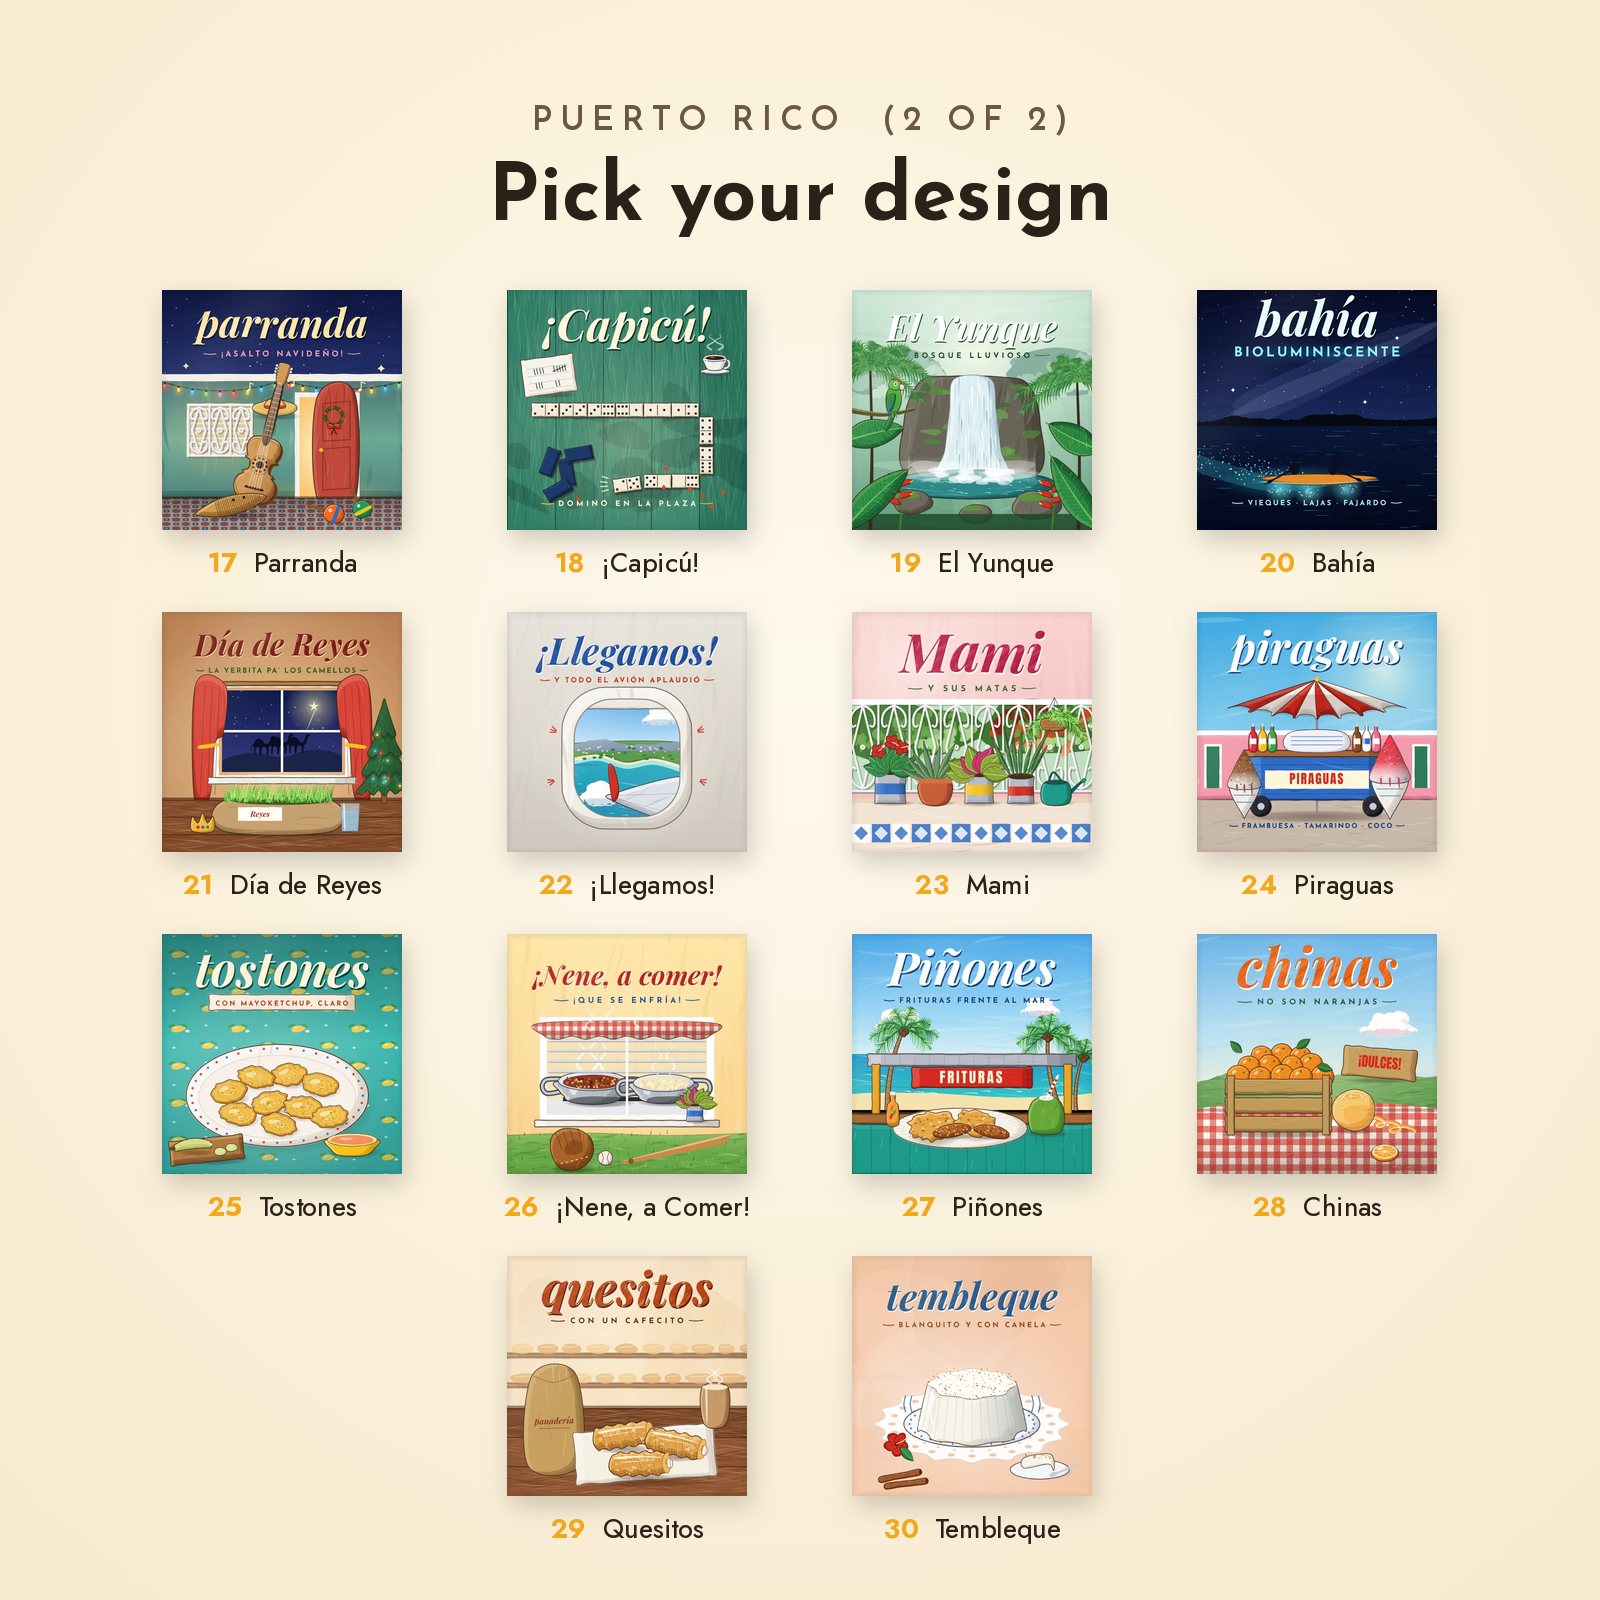 PUERTO RICO (2 OF 2)
Pick your design
parranda
¡ASALTO NAVIDEÑO!
17 Parranda
¡Capicú!
DOMINÓ EN LA PLAZA
18 ¡Capicú!
El Yunque
BOSQUE LLUVIOSO
19 El Yunque
bahía
BIOLUMINISCENTE
VIEQUES · LAJAS · FAJARDO
20 Bahía
Día de Reyes
LA YERBITA PA' LOS CAMELLOS
Reyes
21 Día de Reyes
¡Llegamos!
Y TODO EL AVIÓN APLAUDIÓ
22 ¡Llegamos!
Mami
Y SUS MATAS
23 Mami
piraguas
PIRAGUAS
FRAMBUESA · TAMARINDO · COCO
24 Piraguas
tostones
CON MAYOKETCHUP, CLARO
25 Tostones
¡Nene, a comer!
¡QUE SE ENFRÍA!
26 ¡Nene, a Comer!
Piñones
FRITURAS FRENTE AL MAR
FRITURAS
27 Piñones
chinas
NO SON NARANJAS
¡DULCES!
28 Chinas
quesitos
CON UN CAFECITO
panadería
29 Quesitos
tembleque
BLANQUITO Y CON CANELA
30 Tembleque